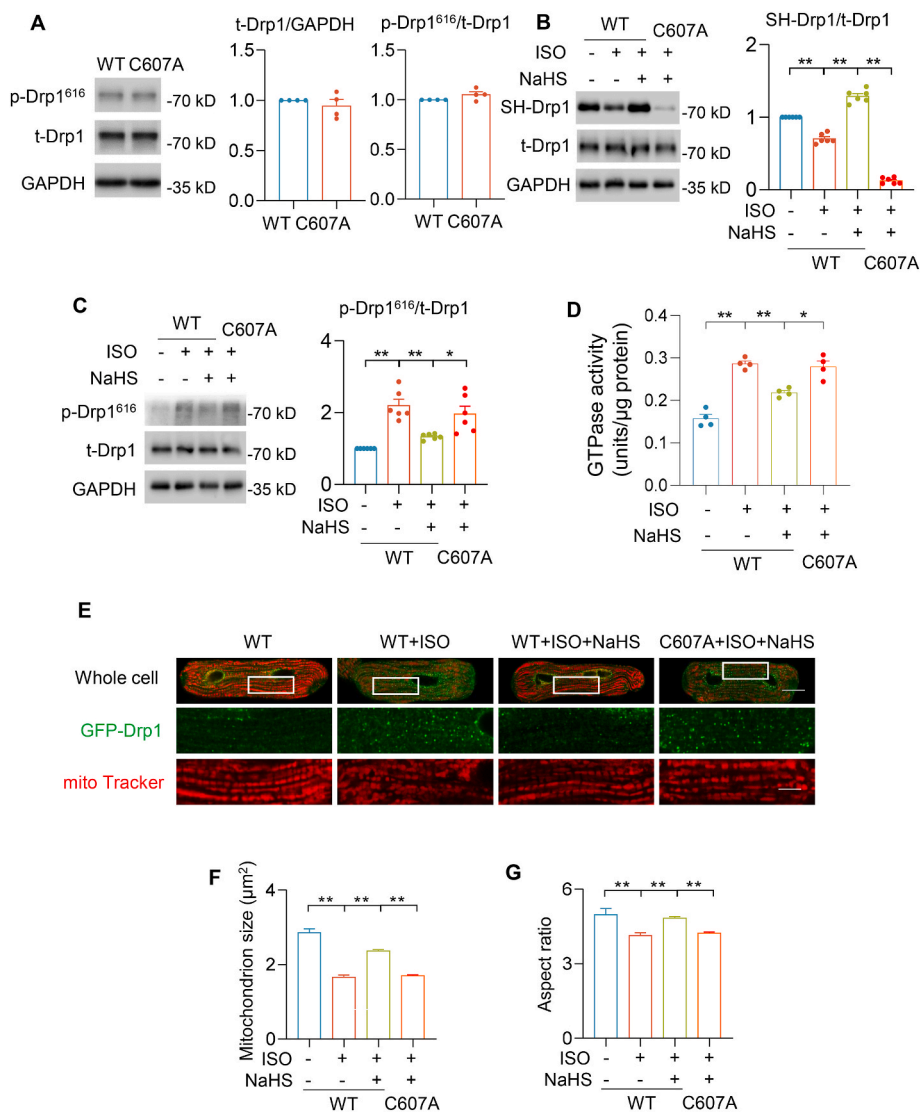 A
WT C607A
p-Drp1⁶¹⁶
-70 kD
t-Drp1
-70 kD
GAPDH
-35 kD
t-Drp1/GAPDH
1.5
1.0
0.5
0.0
WT C607A
p-Drp1⁶¹⁶/t-Drp1
1.5
1.0
0.5
0.0
WT C607A
B
WT
C607A
ISO - + + +
NaHS - - + +
SH-Drp1
-70 kD
t-Drp1
-70 kD
GAPDH
-35 kD
SH-Drp1/t-Drp1
2
** ** **
1
0
ISO - + + +
NaHS - - + +
WT C607A
C
WT
C607A
ISO - + + +
NaHS - - + +
p-Drp1⁶¹⁶
-70 kD
t-Drp1
-70 kD
GAPDH
-35 kD
p-Drp1⁶¹⁶/t-Drp1
4
** ** *
2
0
ISO - + + +
NaHS - - + +
WT C607A
D
GTPase activity
(units/µg protein)
0.4
** ** *
0.3
0.2
0.1
0.0
ISO - + + +
NaHS - - + +
WT C607A
E
WT WT+ISO WT+ISO+NaHS C607A+ISO+NaHS
Whole cell
GFP-Drp1
mito Tracker
F
Mitochondrion size (µm²)
4
** ** **
2
0
ISO - + + +
NaHS - - + +
WT C607A
G
Aspect ratio
6
** ** **
3
0
ISO - + + +
NaHS - - + +
WT C607A